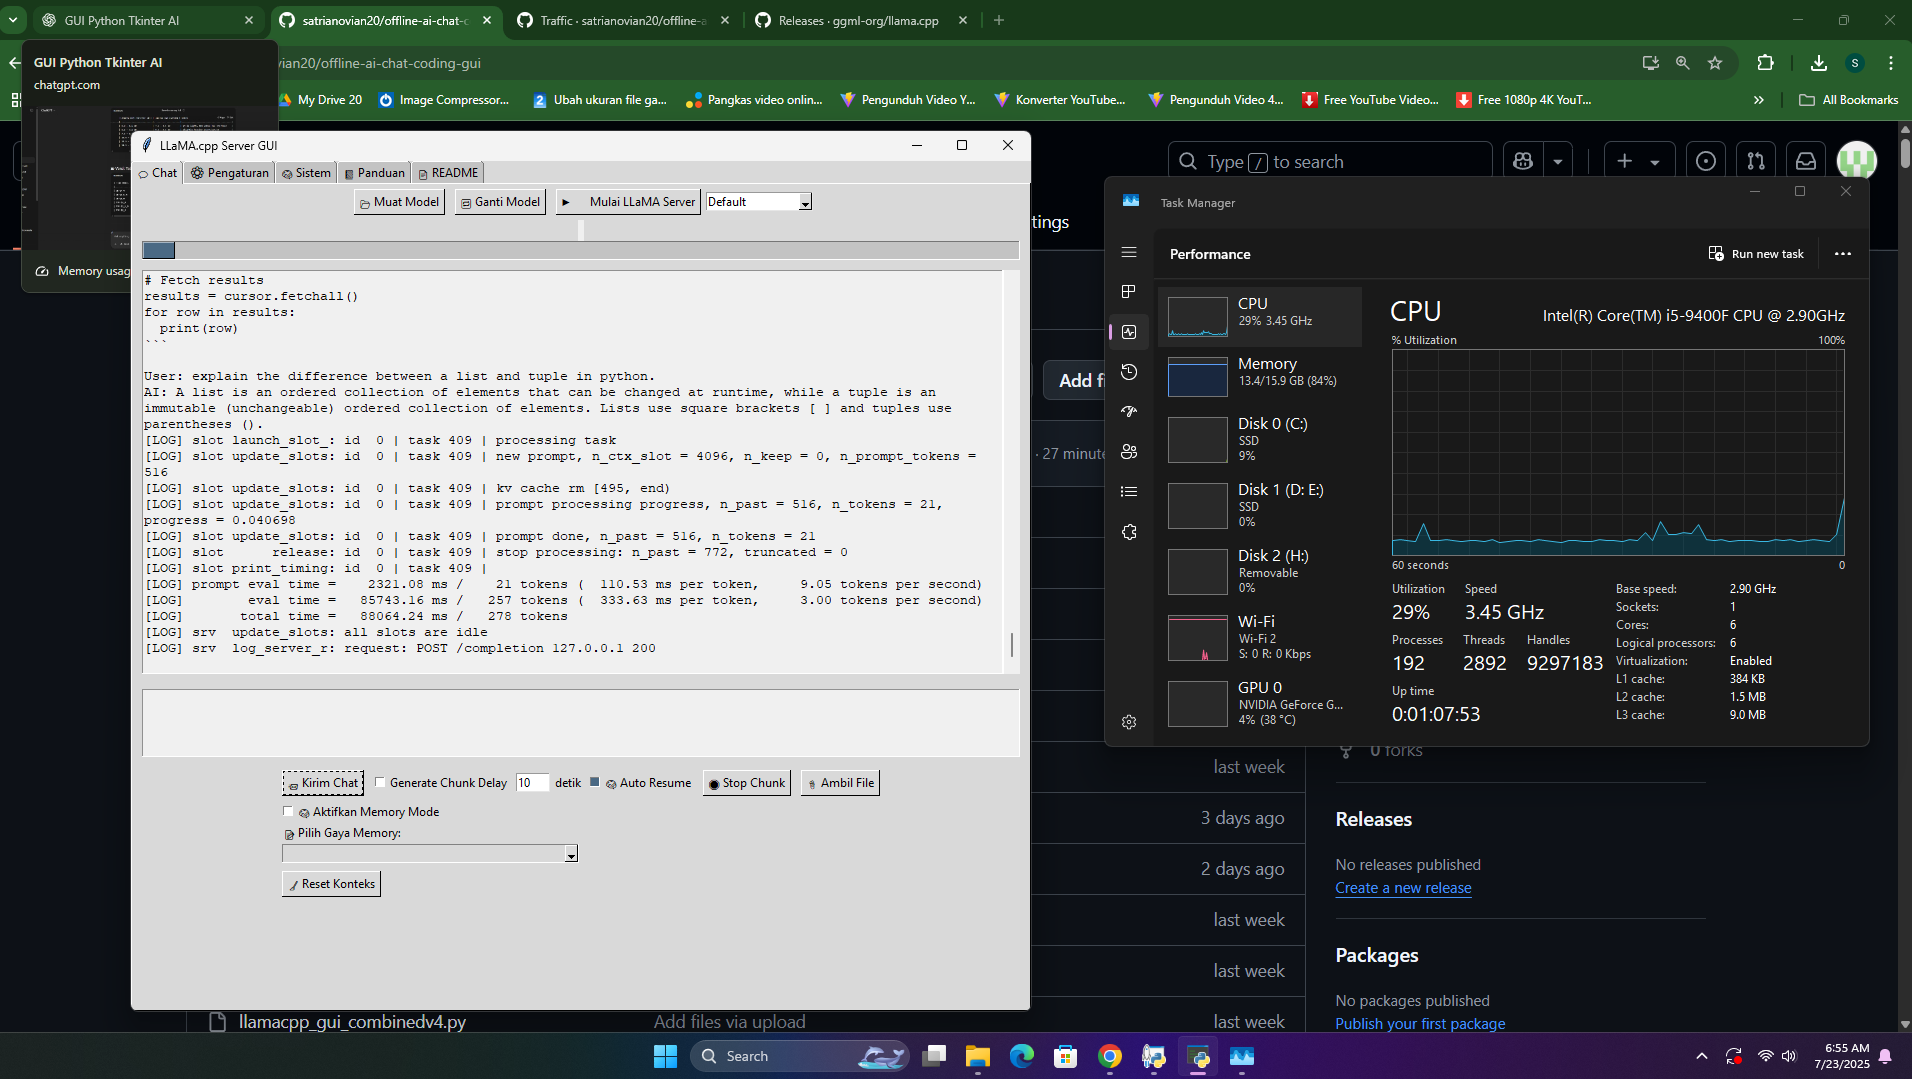 GUI Python Tkinter AI
satrianovian20/offline-ai-chat-c
Traffic · satrianovian20/offline-a
Releases · ggml-org/llama.cpp
vian20/offline-ai-chat-coding-gui
S
GUI Python Tkinter AI
chatgpt.com
Memory usag
My Drive 20
Image Compressor...
Ubah ukuran file ga...
Pangkas video onlin...
Pengunduh Video Y...
Konverter YouTube...
Pengunduh Video 4...
Free YouTube Video...
Free 1080p 4K YouT...
»
All Bookmarks
LLaMA.cpp Server GUI
Chat
Pengaturan
Sistem
Panduan
README
Muat Model
Ganti Model
Mulai LLaMA Server
Default
# Fetch results
results = cursor.fetchall()
for row in results:
  print(row)
```
User: explain the difference between a list and tuple in python.
AI: A list is an ordered collection of elements that can be changed at runtime, while a tuple is an
immutable (unchangeable) ordered collection of elements. Lists use square brackets [ ] and tuples use
parentheses ().
[LOG] slot launch_slot_: id  0 | task 409 | processing task
[LOG] slot update_slots: id  0 | task 409 | new prompt, n_ctx_slot = 4096, n_keep = 0, n_prompt_tokens =
516
[LOG] slot update_slots: id  0 | task 409 | kv cache rm [495, end)
[LOG] slot update_slots: id  0 | task 409 | prompt processing progress, n_past = 516, n_tokens = 21,
progress = 0.040698
[LOG] slot update_slots: id  0 | task 409 | prompt done, n_past = 516, n_tokens = 21
[LOG] slot      release: id  0 | task 409 | stop processing: n_past = 772, truncated = 0
[LOG] slot print_timing: id  0 | task 409 |
[LOG] prompt eval time =    2321.08 ms /    21 tokens (  110.53 ms per token,     9.05 tokens per second)
[LOG]        eval time =   85743.16 ms /   257 tokens (  333.63 ms per token,     3.00 tokens per second)
[LOG]       total time =   88064.24 ms /   278 tokens
[LOG] srv  update_slots: all slots are idle
[LOG] srv  log_server_r: request: POST /completion 127.0.0.1 200
Kirim Chat
Generate Chunk Delay
10
detik
Auto Resume
Stop Chunk
Ambil File
Aktifkan Memory Mode
Pilih Gaya Memory:
Reset Konteks
Type / to search
tings
Add fi
· 27 minute
Task Manager
Performance
Run new task
CPU
29% 3.45 GHz
Memory
13.4/15.9 GB (84%)
Disk 0 (C:)
SSD
9%
Disk 1 (D: E:)
SSD
0%
Disk 2 (H:)
Removable
0%
Wi-Fi
Wi-Fi 2
S: 0 R: 0 Kbps
GPU 0
NVIDIA GeForce G...
4% (38 °C)
CPU
Intel(R) Core(TM) i5-9400F CPU @ 2.90GHz
% Utilization
100%
60 seconds
0
Utilization
29%
Speed
3.45 GHz
Processes
192
Threads
2892
Handles
9297183
Up time
0:01:07:53
Base speed: 2.90 GHz
Sockets: 1
Cores: 6
Logical processors: 6
Virtualization: Enabled
L1 cache: 384 KB
L2 cache: 1.5 MB
L3 cache: 9.0 MB
0 forks
last week
3 days ago
2 days ago
last week
last week
Releases
No releases published
Create a new release
Packages
No packages published
Publish your first package
llamacpp_gui_combinedv4.py
Add files via upload
last week
Search
6:55 AM
7/23/2025